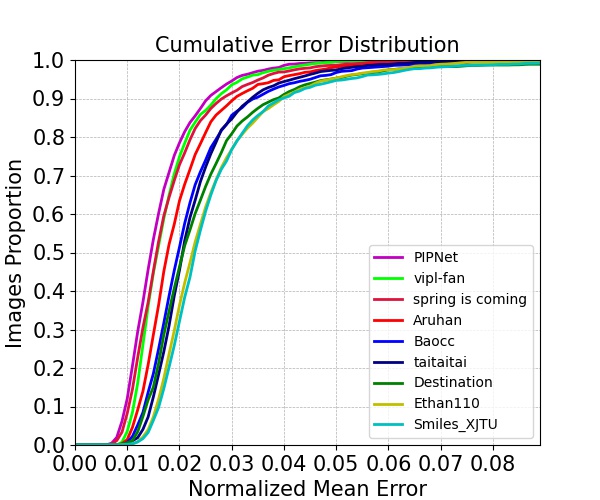 Cumulative Error Distribution
1.0
0.9
0.8
0.7
0.6
0.5
0.4
0.3
0.2
0.1
0.0
Images Proportion
PIPNet
vipl-fan
spring is coming
Aruhan
Baocc
taitaitai
Destination
Ethan110
Smiles_XJTU
0.00 0.01 0.02 0.03 0.04 0.05 0.06 0.07 0.08
Normalized Mean Error